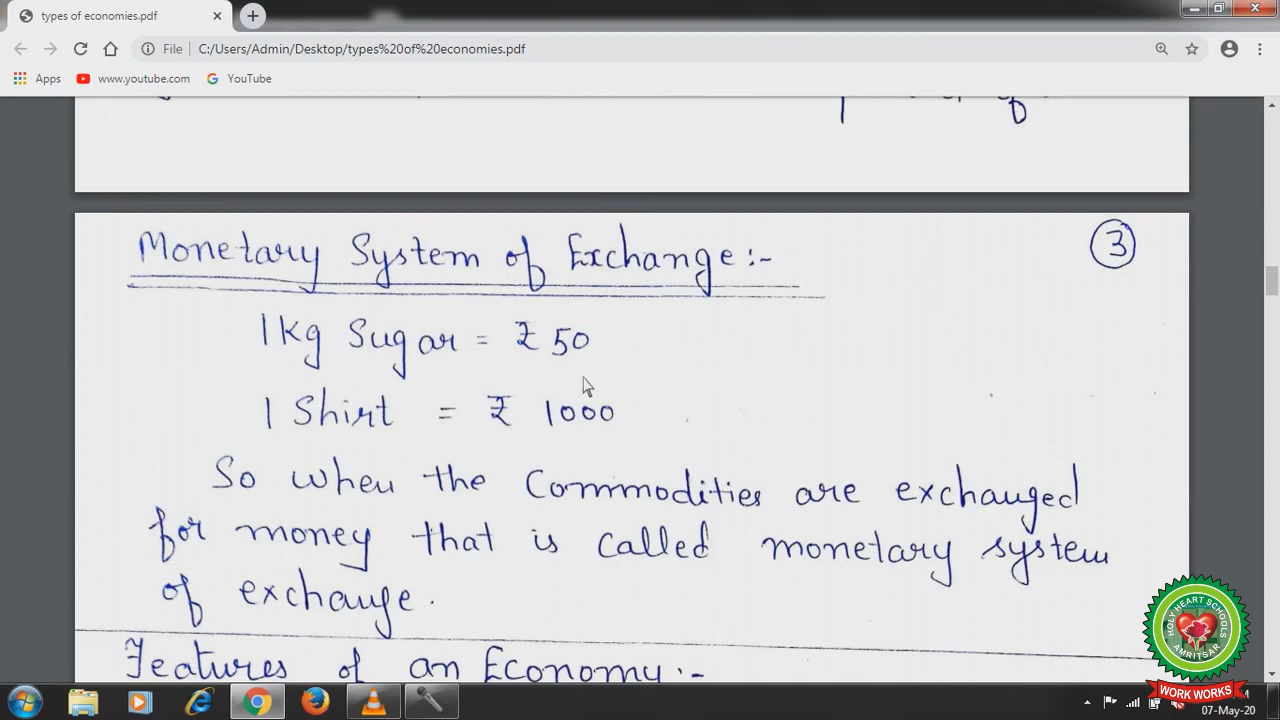 types of economies.pdf
File
C:/Users/Admin/Desktop/types%20of%20economies.pdf
Apps
www.youtube.com
YouTube
Monetary System of Exchange:-
3
1 kg Sugar = ₹ 50
1 Shirt = ₹ 1000
So when the Commodities are exchanged
for money that is called monetary system
of exchange.
Features of an Economy:-
HOLY HEART SCHOOLS
AMRITSAR
WORK WORKS
07-May-20